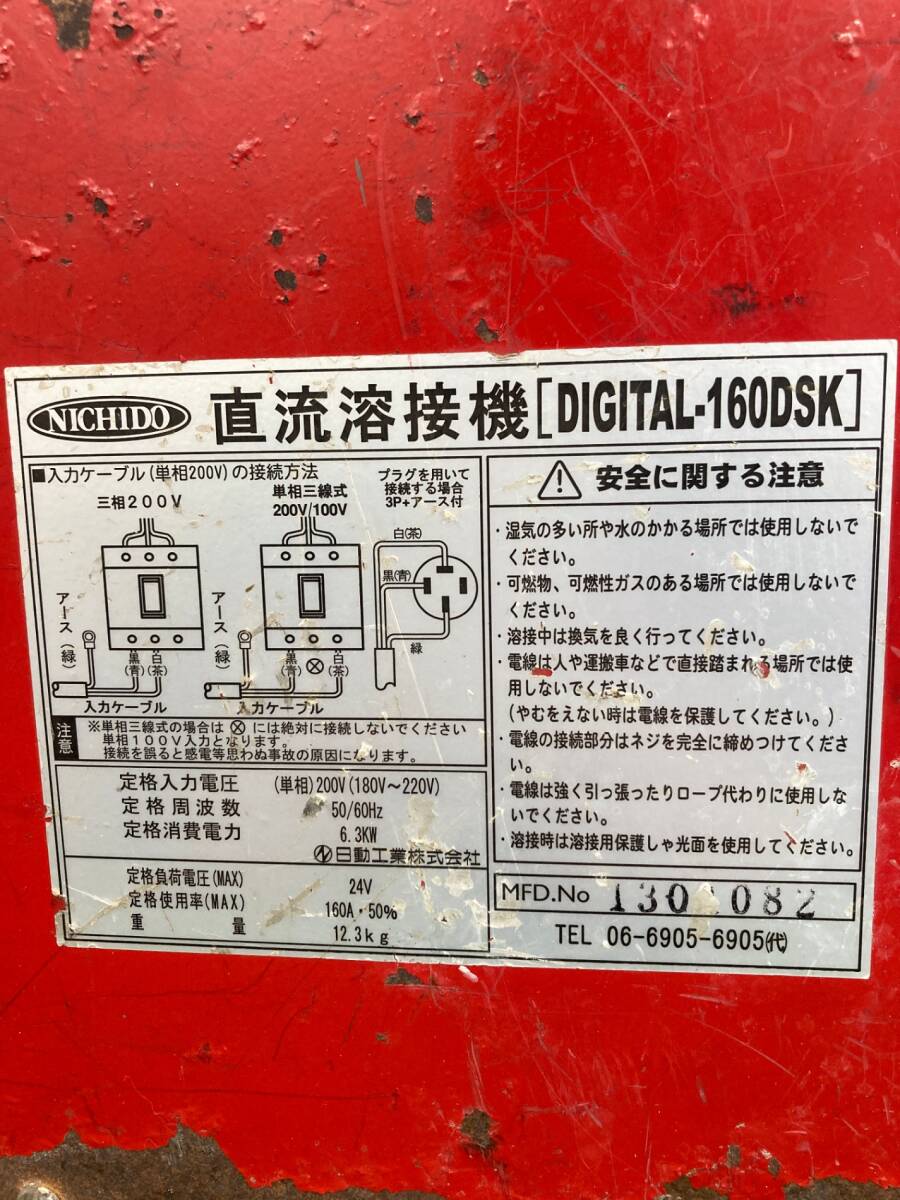 NICHIDO 直流溶接機[DIGITAL-160DSK]
■入力ケーブル(単相200V)の接続方法
三相200V
単相三線式
200V/100V
プラグを用いて
接続する場合
3P+アース付
白(茶)
黒(青)
緑
アース(緑)
黒(青)
白(茶)
入力ケーブル
アース(緑)
黒(青)
白(茶)
入力ケーブル
注意
※単相三線式の場合は⊗には絶対に接続しないでください
単相100V入力となります。
接続を誤ると感電等思わぬ事故の原因になります。
定格入力電圧 (単相)200V(180V〜220V)
定格周波数 50/60Hz
定格消費電力 6.3KW
日動工業株式会社
定格負荷電圧(MAX) 24V
定格使用率(MAX) 160A・50%
重量 12.3kg
安全に関する注意
・湿気の多い所や水のかかる場所では使用しないで
ください。
・可燃物、可燃性ガスのある場所では使用しないで
ください。
・溶接中は換気を良く行ってください。
・電線は人や運搬車などで直接踏まれる場所では使
用しないでください。
(やむをえない時は電線を保護してください。)
・電線の接続部分はネジを完全に締めつけてくださ
い。
・電線は強く引っ張ったりロープ代わりに使用しな
いでください。
・溶接時は溶接用保護しゃ光面を使用してください。
MFD.No
TEL 06-6905-6905㈹